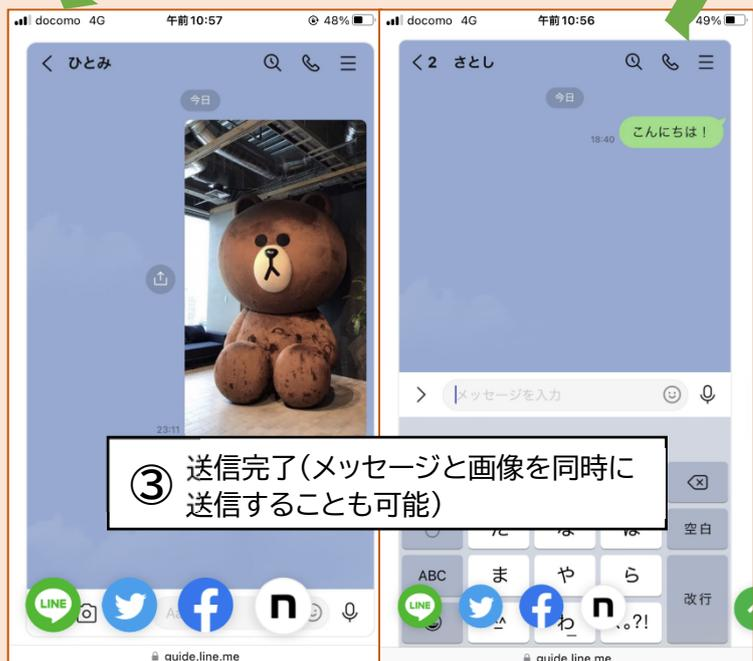 docomo 4G 午前10:57 48%
ひとみ
今日
23:11
Aa
LINE
f
n
guide.line.me
docomo 4G 午前10:56 49%
2 さとし
今日
18:40 こんにちは！
メッセージを入力
空白
ABC ま や ら
改行
LINE
f
n
^^ わ 、。?!
guide.line.me
③ 送信完了(メッセージと画像を同時に
送信することも可能)